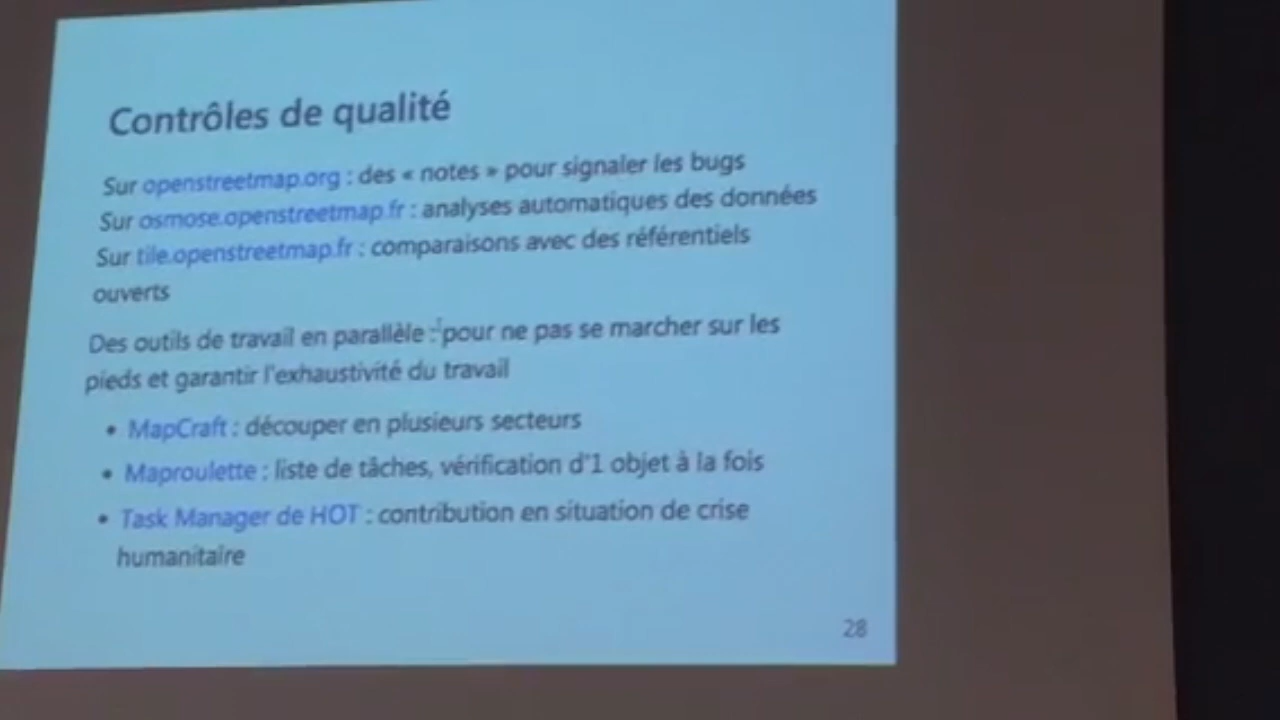 Contrôles de qualité
Sur openstreetmap.org : des « notes » pour signaler les bugs
Sur osmose.openstreetmap.fr : analyses automatiques des données
Sur tile.openstreetmap.fr : comparaisons avec des référentiels
ouverts
Des outils de travail en parallèle : pour ne pas se marcher sur les
pieds et garantir l'exhaustivité du travail
• MapCraft : découper en plusieurs secteurs
• Maproulette : liste de tâches, vérification d'1 objet à la fois
• Task Manager de HOT : contribution en situation de crise
humanitaire
28